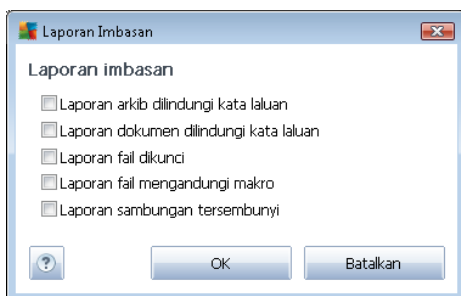 Laporan Imbasan
Laporan imbasan
Laporan arkib dilindungi kata laluan
Laporan dokumen dilindungi kata laluan
Laporan fail dikunci
Laporan fail mengandungi makro
Laporan sambungan tersembunyi
? OK Batalkan